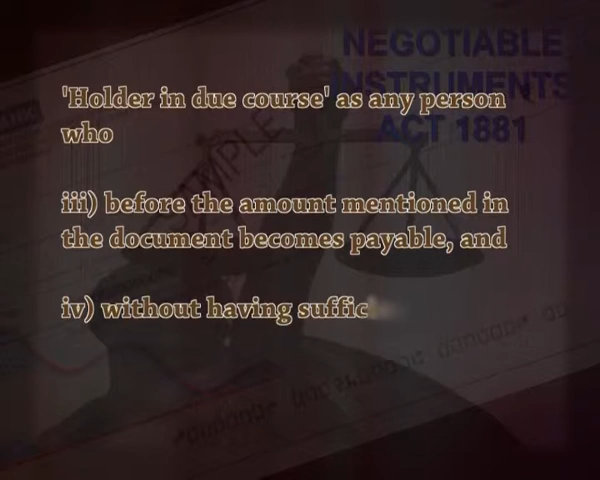 NEGOTIABLE
INSTRUMENTS
ACT 1881
'Holder in due course' as any person
who
iii) before the amount mentioned in
the document becomes payable, and
iv) without having suffic
SAMPLE